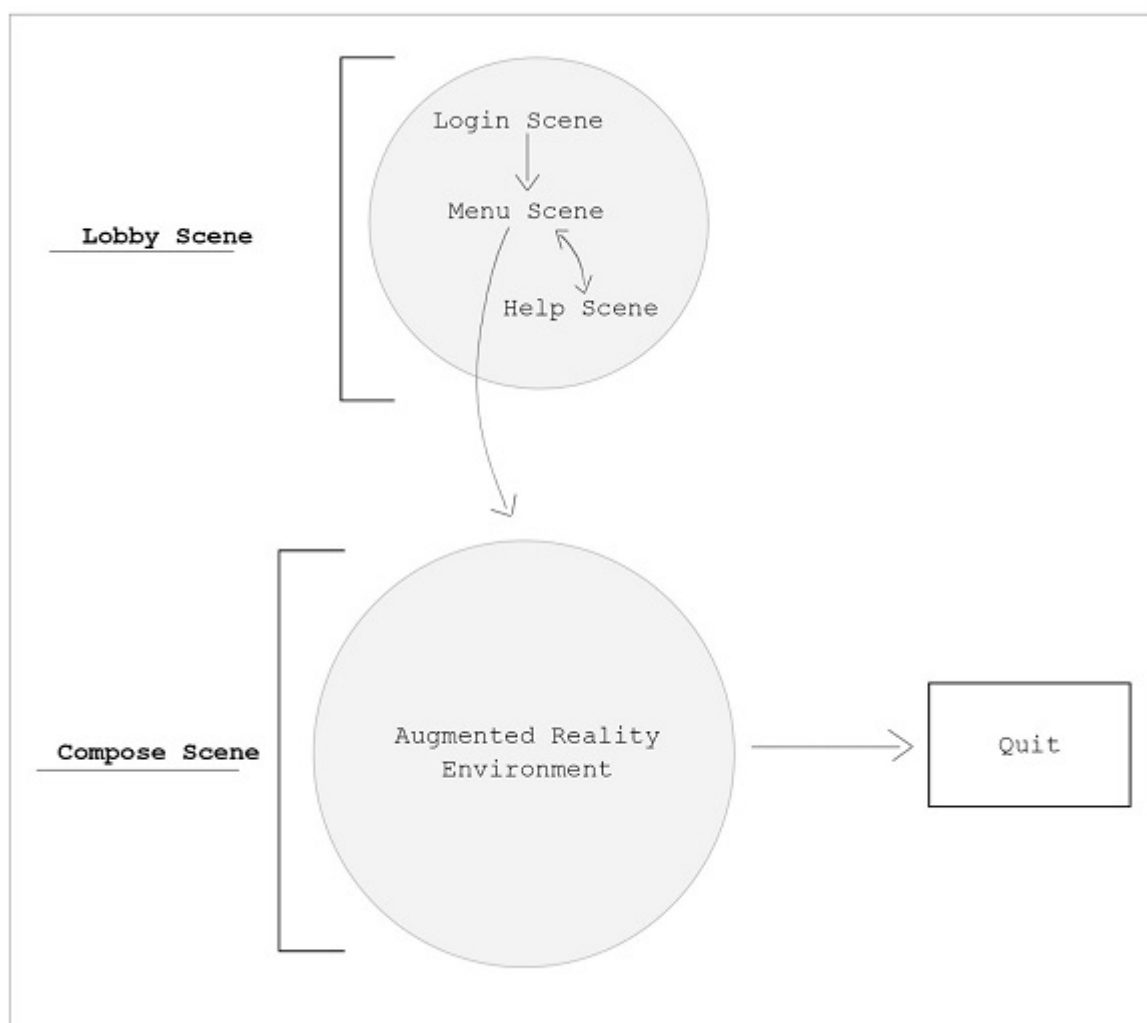 Login Scene
Menu Scene
Lobby Scene
Help Scene
Augmented Reality
Environment
Compose Scene
Quit